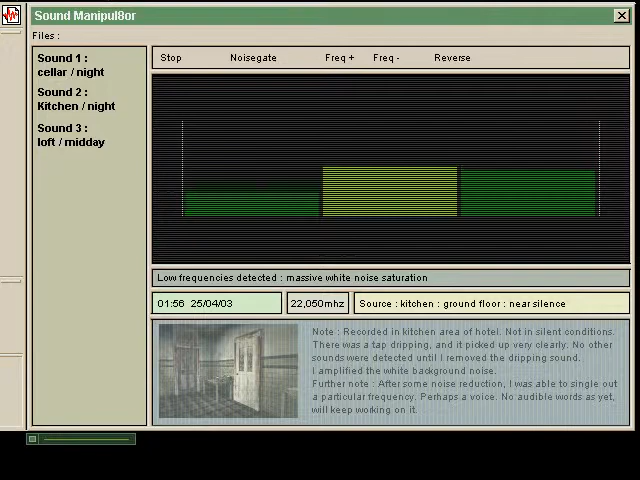 Sound Manipul8or
Files :
Sound 1 :
cellar / night
Sound 2 :
Kitchen / night
Sound 3 :
loft / midday
Stop Noisegate Freq + Freq - Reverse
Low frequencies detected : massive white noise saturation
01:56 25/04/03 22,050mhz Source : kitchen : ground floor : near silence
Note : Recorded in kitchen area of hotel. Not in silent conditions.
There was a tap dripping, and it picked up very clearly. No other
sounds were detected until I removed the dripping sound.
I amplified the white background noise.
Further note : After some noise reduction, I was able to single out
a particular frequency. Perhaps a voice. No audible words as yet,
will keep working on it.